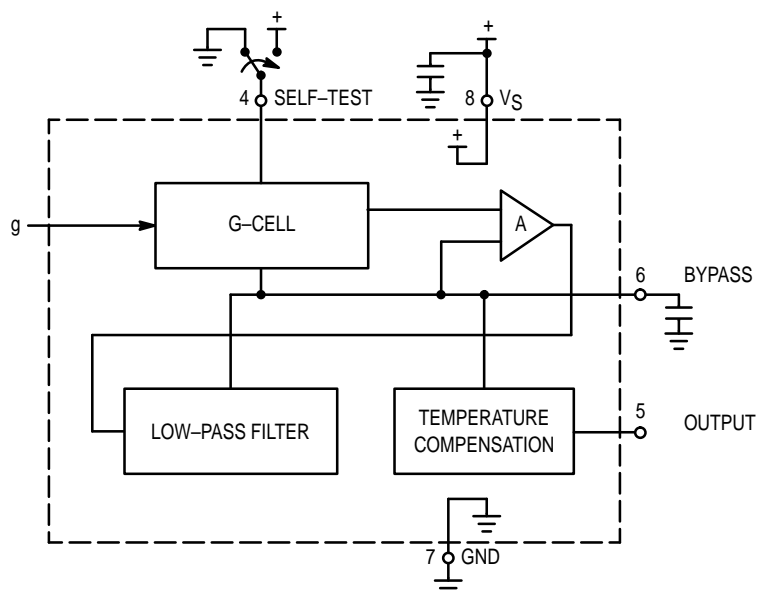 +
+
4 SELF–TEST
8 VS
+
g
G–CELL
A
6 BYPASS
LOW–PASS FILTER
TEMPERATURE
COMPENSATION
5 OUTPUT
7 GND